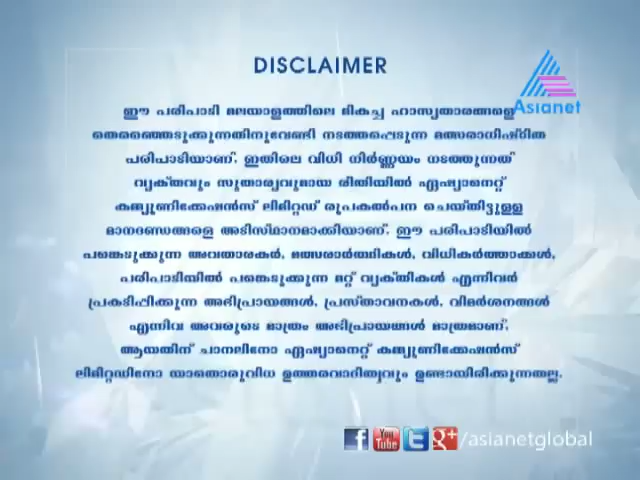 DISCLAIMER
Asianet
ഈ പരിപാടി മലയാളത്തിലെ മികച്ച ഹാസ്യതാരങ്ങളെ
തെരഞ്ഞെടുക്കുന്നതിനുവേണ്ടി നടത്തപ്പെടുന്ന മത്സരാധിഷ്ഠിത
പരിപാടിയാണ്. ഇതിലെ വിധി നിർണ്ണയം നടത്തുന്നത്
വ്യക്തവും സുതാര്യവുമായ രീതിയിൽ ഏഷ്യാനെറ്റ്
കമ്മ്യൂണിക്കേഷൻസ് ലിമിറ്റഡ് രൂപകൽപന ചെയ്തിട്ടുള്ള
മാനദണ്ഡങ്ങളെ അടിസ്ഥാനമാക്കിയാണ്. ഈ പരിപാടിയിൽ
പങ്കെടുക്കുന്ന അവതാരകർ, മത്സരാർത്ഥികൾ, വിധികർത്താക്കൾ,
പരിപാടിയിൽ പങ്കെടുക്കുന്ന മറ്റ് വ്യക്തികൾ എന്നിവർ
പ്രകടിപ്പിക്കുന്ന അഭിപ്രായങ്ങൾ, പ്രസ്താവനകൾ, വിമർശനങ്ങൾ
എന്നിവ അവരുടെ മാത്രം അഭിപ്രായങ്ങൾ മാത്രമാണ്.
ആയതിന് ചാനലിനോ ഏഷ്യാനെറ്റ് കമ്മ്യൂണിക്കേഷൻസ്
ലിമിറ്റഡിനോ യാതൊരുവിധ ഉത്തരവാദിത്വവും ഉണ്ടായിരിക്കുന്നതല്ല.
f You Tube t g+ /asianetglobal